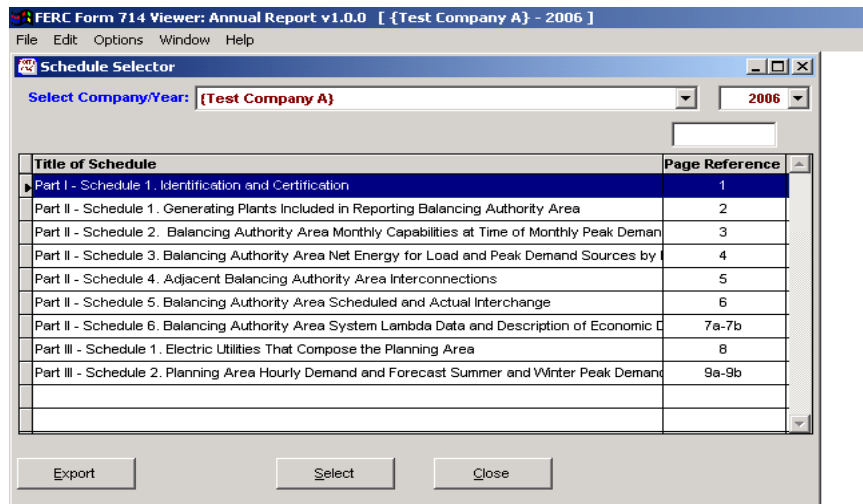 FERC Form 714 Viewer: Annual Report v1.0.0 [ {Test Company A} - 2006 ]
File Edit Options Window Help
Schedule Selector
Select Company/Year: {Test Company A} 2006
Title of Schedule Page Reference
Part I - Schedule 1. Identification and Certification 1
Part II - Schedule 1. Generating Plants Included in Reporting Balancing Authority Area 2
Part II - Schedule 2. Balancing Authority Area Monthly Capabilities at Time of Monthly Peak Deman 3
Part II - Schedule 3. Balancing Authority Area Net Energy for Load and Peak Demand Sources by 4
Part II - Schedule 4. Adjacent Balancing Authority Area Interconnections 5
Part II - Schedule 5. Balancing Authority Area Scheduled and Actual Interchange 6
Part II - Schedule 6. Balancing Authority Area System Lambda Data and Description of Economic 7a-7b
Part III - Schedule 1. Electric Utilities That Compose the Planning Area 8
Part III - Schedule 2. Planning Area Hourly Demand and Forecast Summer and Winter Peak Demand 9a-9b
Export Select Close